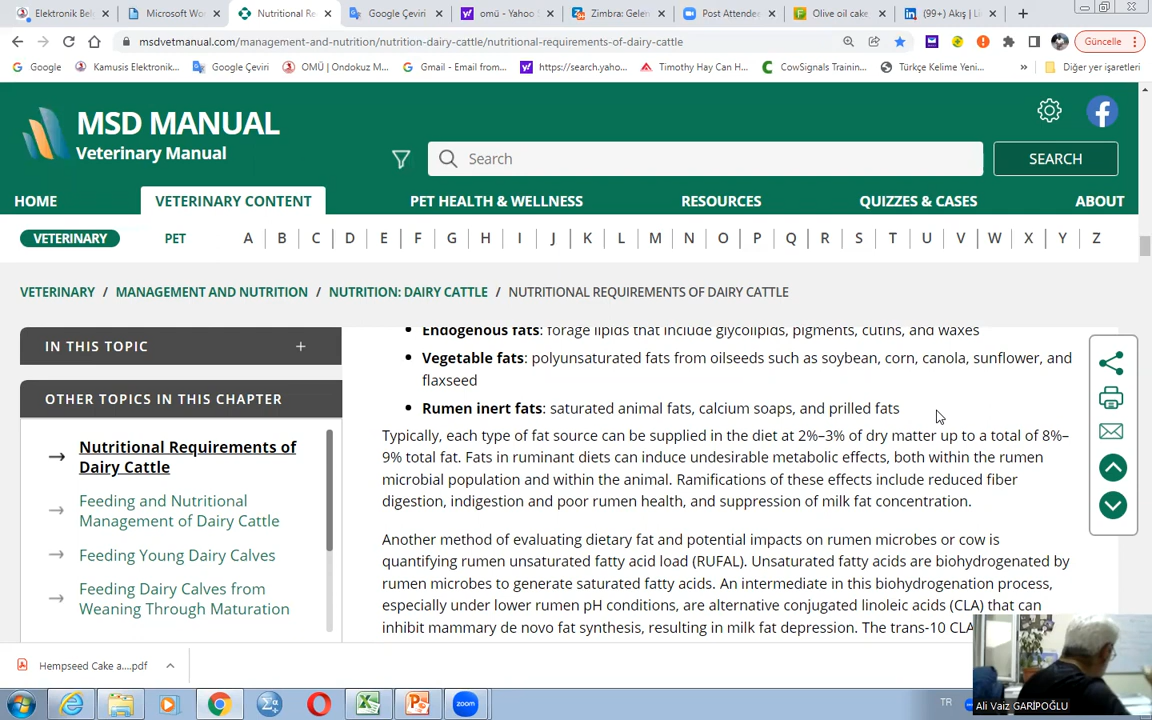 Elektronik Belg
Microsoft Wor
Nutritional Re
Google Çeviri
omü - Yahoo
Zimbra: Gelen
Post Attendee
Olive oil cake
(99+) Akış | Li
msdvetmanual.com/management-and-nutrition/nutrition-dairy-cattle/nutritional-requirements-of-dairy-cattle
Güncelle
Google
Kamusis Elektronik...
Google Çeviri
OMÜ | Ondokuz M...
Gmail - Email from...
https://search.yaho...
Timothy Hay Can H...
CowSignals Trainin...
Türkçe Kelime Yeni...
»
Diğer yer işaretleri
MSD MANUAL
Veterinary Manual
Search
SEARCH
HOME
VETERINARY CONTENT
PET HEALTH & WELLNESS
RESOURCES
QUIZZES & CASES
ABOUT
VETERINARY
PET
A B C D E F G H I J K L M N O P Q R S T U V W X Y Z
VETERINARY / MANAGEMENT AND NUTRITION / NUTRITION: DAIRY CATTLE / NUTRITIONAL REQUIREMENTS OF DAIRY CATTLE
IN THIS TOPIC +
OTHER TOPICS IN THIS CHAPTER
Nutritional Requirements of
Dairy Cattle
Feeding and Nutritional
Management of Dairy Cattle
Feeding Young Dairy Calves
Feeding Dairy Calves from
Weaning Through Maturation
• Endogenous fats: forage lipids that include glycolipids, pigments, cutins, and waxes
• Vegetable fats: polyunsaturated fats from oilseeds such as soybean, corn, canola, sunflower, and
flaxseed
• Rumen inert fats: saturated animal fats, calcium soaps, and prilled fats
Typically, each type of fat source can be supplied in the diet at 2%–3% of dry matter up to a total of 8%–
9% total fat. Fats in ruminant diets can induce undesirable metabolic effects, both within the rumen
microbial population and within the animal. Ramifications of these effects include reduced fiber
digestion, indigestion and poor rumen health, and suppression of milk fat concentration.
Another method of evaluating dietary fat and potential impacts on rumen microbes or cow is
quantifying rumen unsaturated fatty acid load (RUFAL). Unsaturated fatty acids are biohydrogenated by
rumen microbes to generate saturated fatty acids. An intermediate in this biohydrogenation process,
especially under lower rumen pH conditions, are alternative conjugated linoleic acids (CLA) that can
inhibit mammary de novo fat synthesis, resulting in milk fat depression. The trans-10 CLA
Hempseed Cake a....pdf
TR
Ali Vaiz GARİPOĞLU